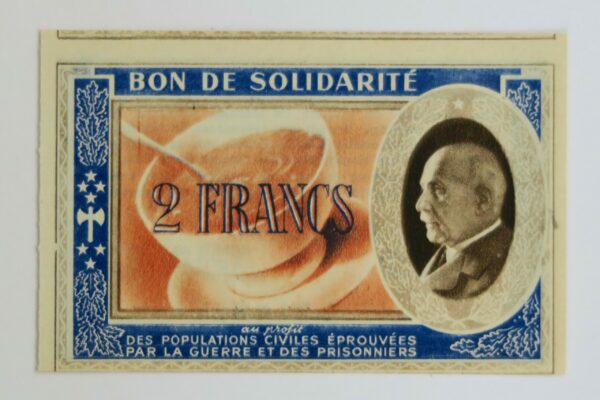 BON DE SOLIDARITÉ
2 FRANCS
au profit
DES POPULATIONS CIVILES ÉPROUVÉES
PAR LA GUERRE ET DES PRISONNIERS